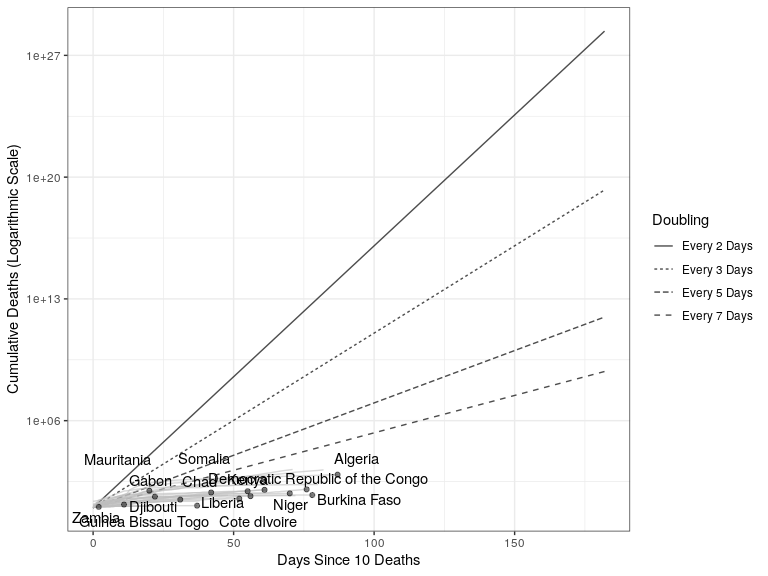 Cumulative Deaths (Logarithmic Scale)
1e+27
1e+20
1e+13
1e+06
Doubling
Every 2 Days
Every 3 Days
Every 5 Days
Every 7 Days
Mauritania
Somalia
Algeria
Gabon
Chad
Kenya
Democratic Republic of the Congo
Djibouti
Liberia
Niger
Burkina Faso
Zambia
Guinea Bissau
Togo
Cote dIvoire
0
50
100
150
Days Since 10 Deaths